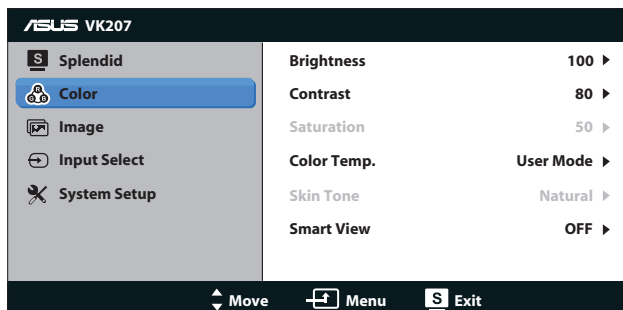 ASUS VK207
S Splendid
Color
Image
Input Select
System Setup
Brightness 100
Contrast 80
Saturation 50
Color Temp. User Mode
Skin Tone Natural
Smart View OFF
Move Menu S Exit